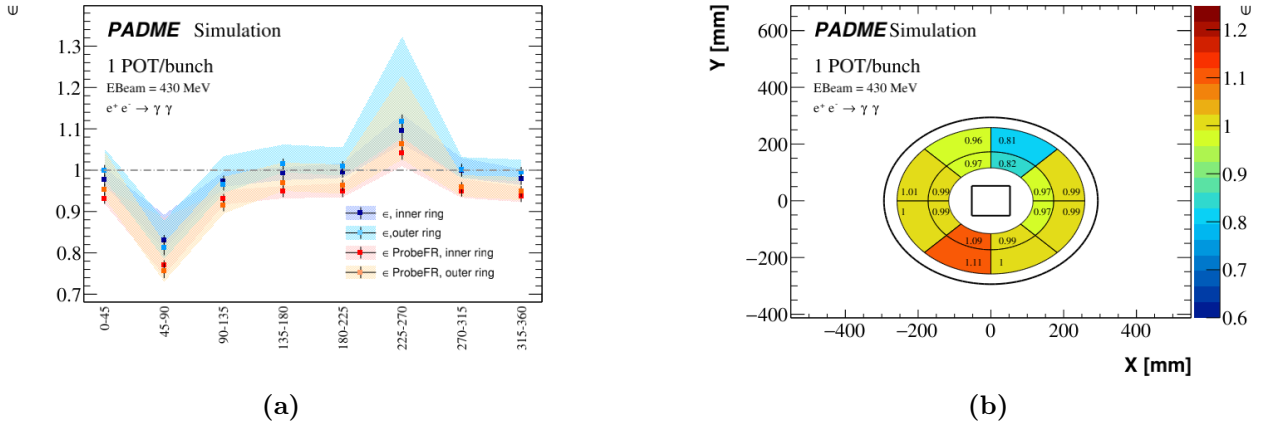 ϵ
PADME Simulation
1 POT/bunch
EBeam = 430 MeV
e⁺ e⁻ → γ γ
1.3
1.2
1.1
1
0.9
0.8
0.7
ϵ, inner ring
ϵ,outer ring
ϵ ProbeFR, inner ring
ϵ ProbeFR, outer ring
0-45
45-90
90-135
135-180
180-225
225-270
270-315
315-360
(a)
Y [mm]
600
400
200
0
−200
−400
PADME Simulation
1 POT/bunch
EBeam = 430 MeV
e⁺ e⁻ → γ γ
0.96 0.81
0.97 0.82
1.01 0.99 0.97 0.99
1 0.99 0.97 0.99
1.09 0.99
1.11 1
−400 −200 0 200 400
X [mm]
ϵ
1.2
1.1
1
0.9
0.8
0.7
0.6
(b)